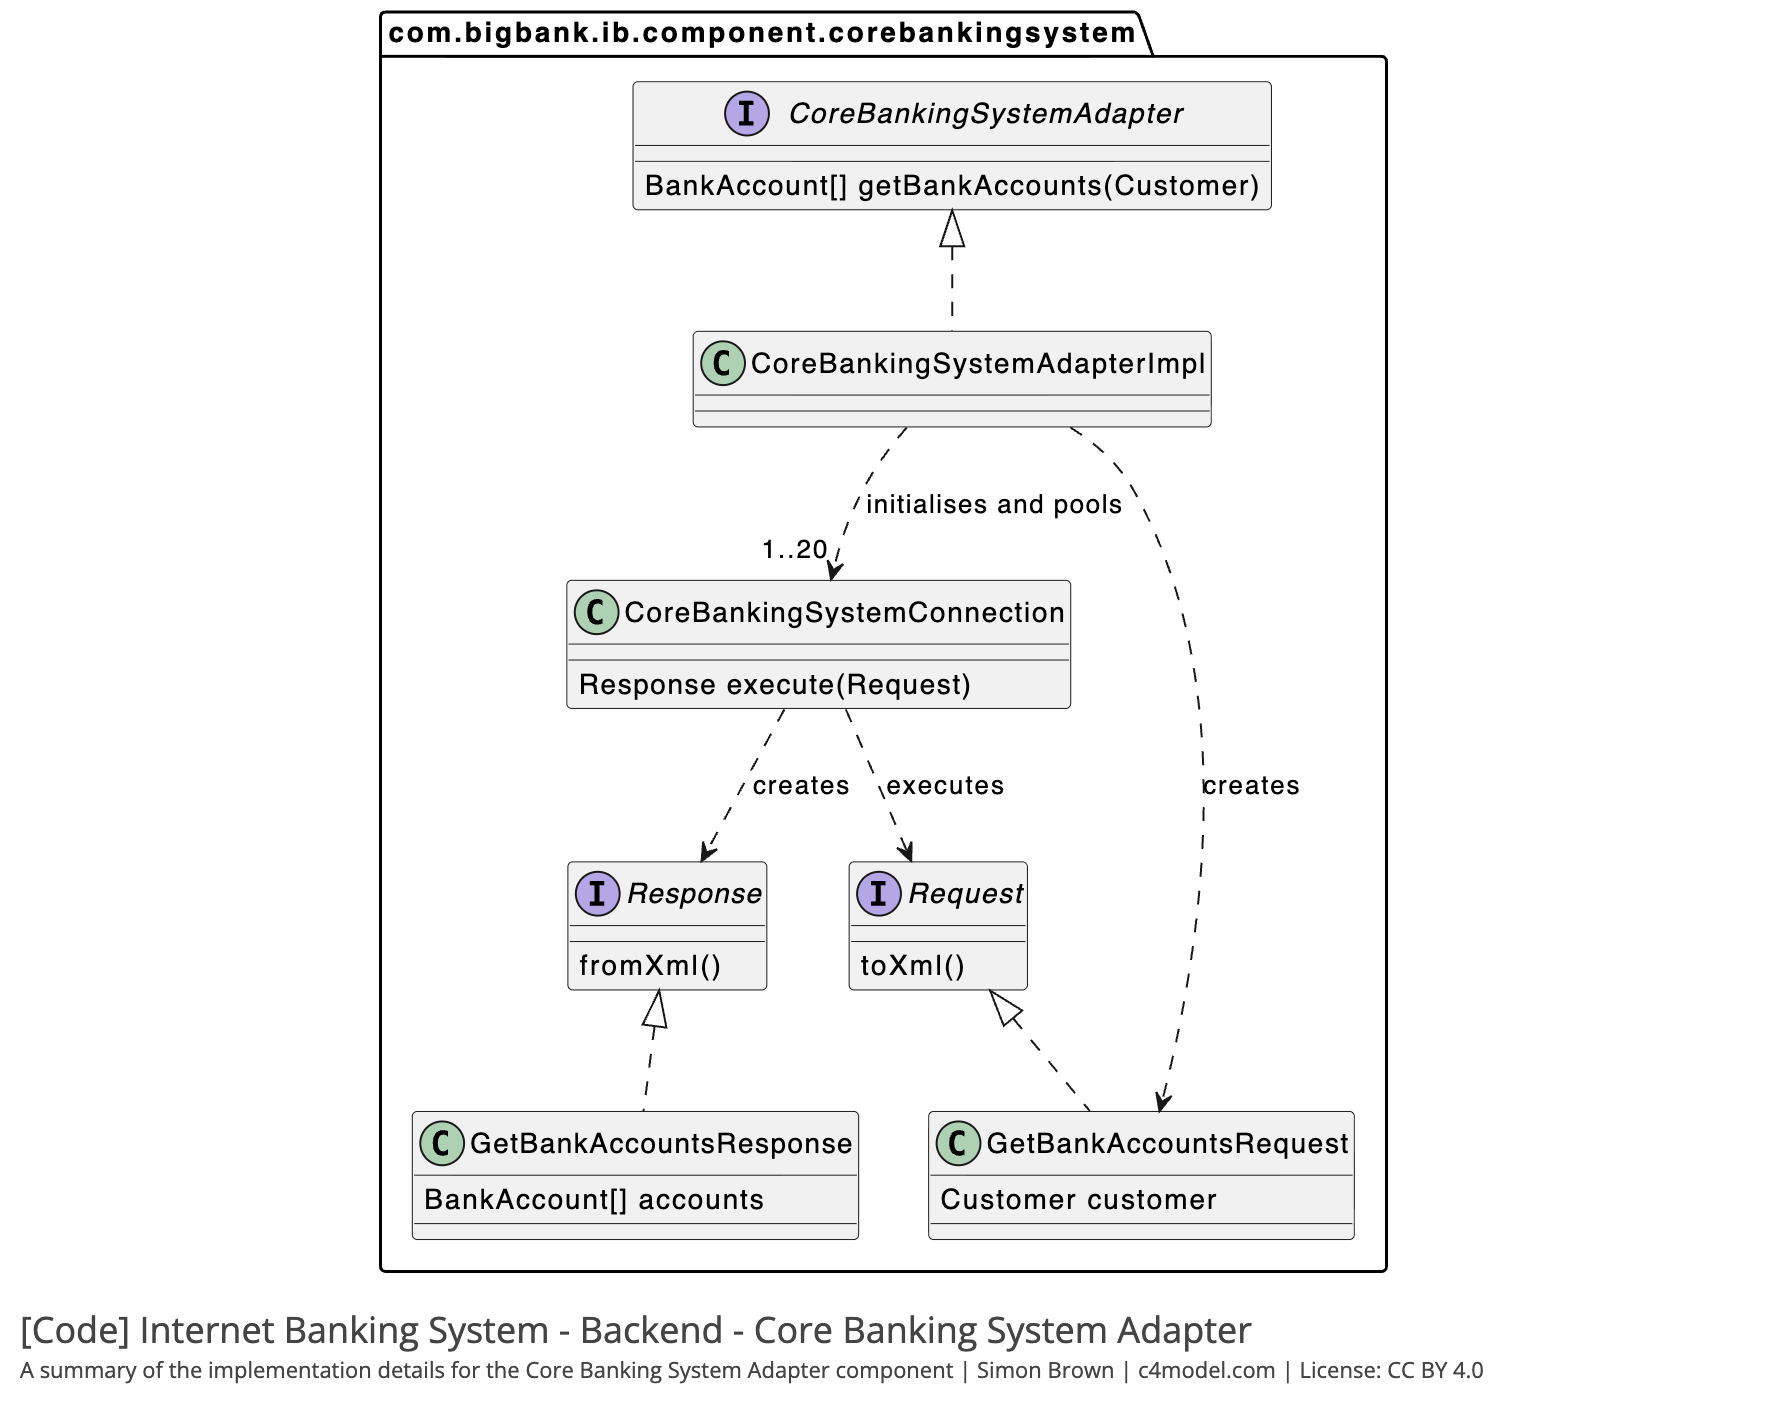 com.bigbank.ib.component.corebankingsystem
I CoreBankingSystemAdapter
BankAccount[] getBankAccounts(Customer)
C CoreBankingSystemAdapterImpl
initialises and pools
1..20
C CoreBankingSystemConnection
Response execute(Request)
creates
executes
creates
I Response
fromXml()
I Request
toXml()
C GetBankAccountsResponse
BankAccount[] accounts
C GetBankAccountsRequest
Customer customer
[Code] Internet Banking System - Backend - Core Banking System Adapter
A summary of the implementation details for the Core Banking System Adapter component | Simon Brown | c4model.com | License: CC BY 4.0